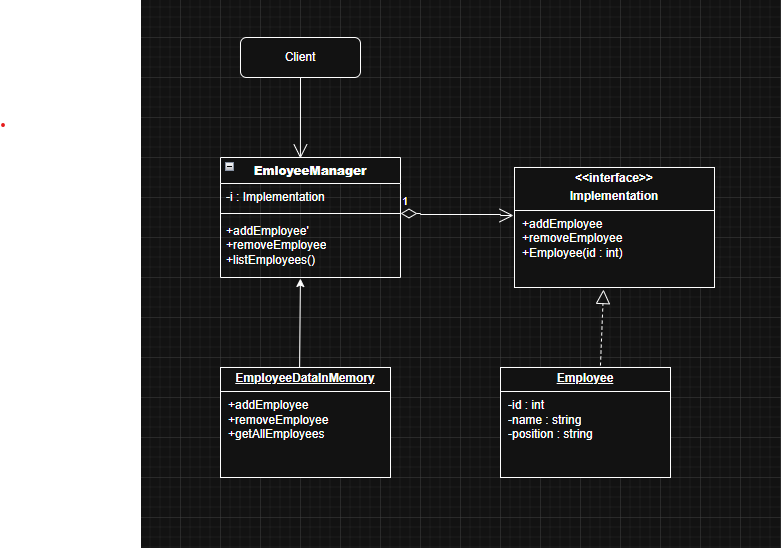 Client
EmloyeeManager
-i : Implementation
+addEmployee'
+removeEmployee
+listEmployees()
1
<<interface>>
Implementation
+addEmployee
+removeEmployee
+Employee(id : int)
EmployeeDataInMemory
+addEmployee
+removeEmployee
+getAllEmployees
Employee
-id : int
-name : string
-position : string